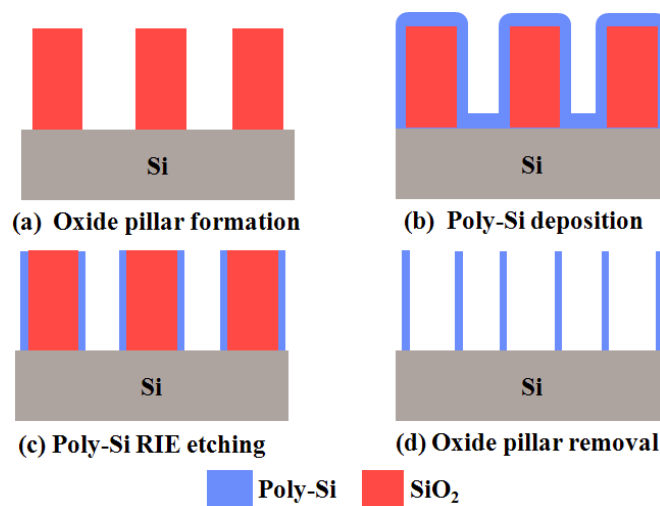 Si
Si
(a) Oxide pillar formation
(b) Poly-Si deposition
Si
Si
(c) Poly-Si RIE etching
(d) Oxide pillar removal
Poly-Si
SiO₂